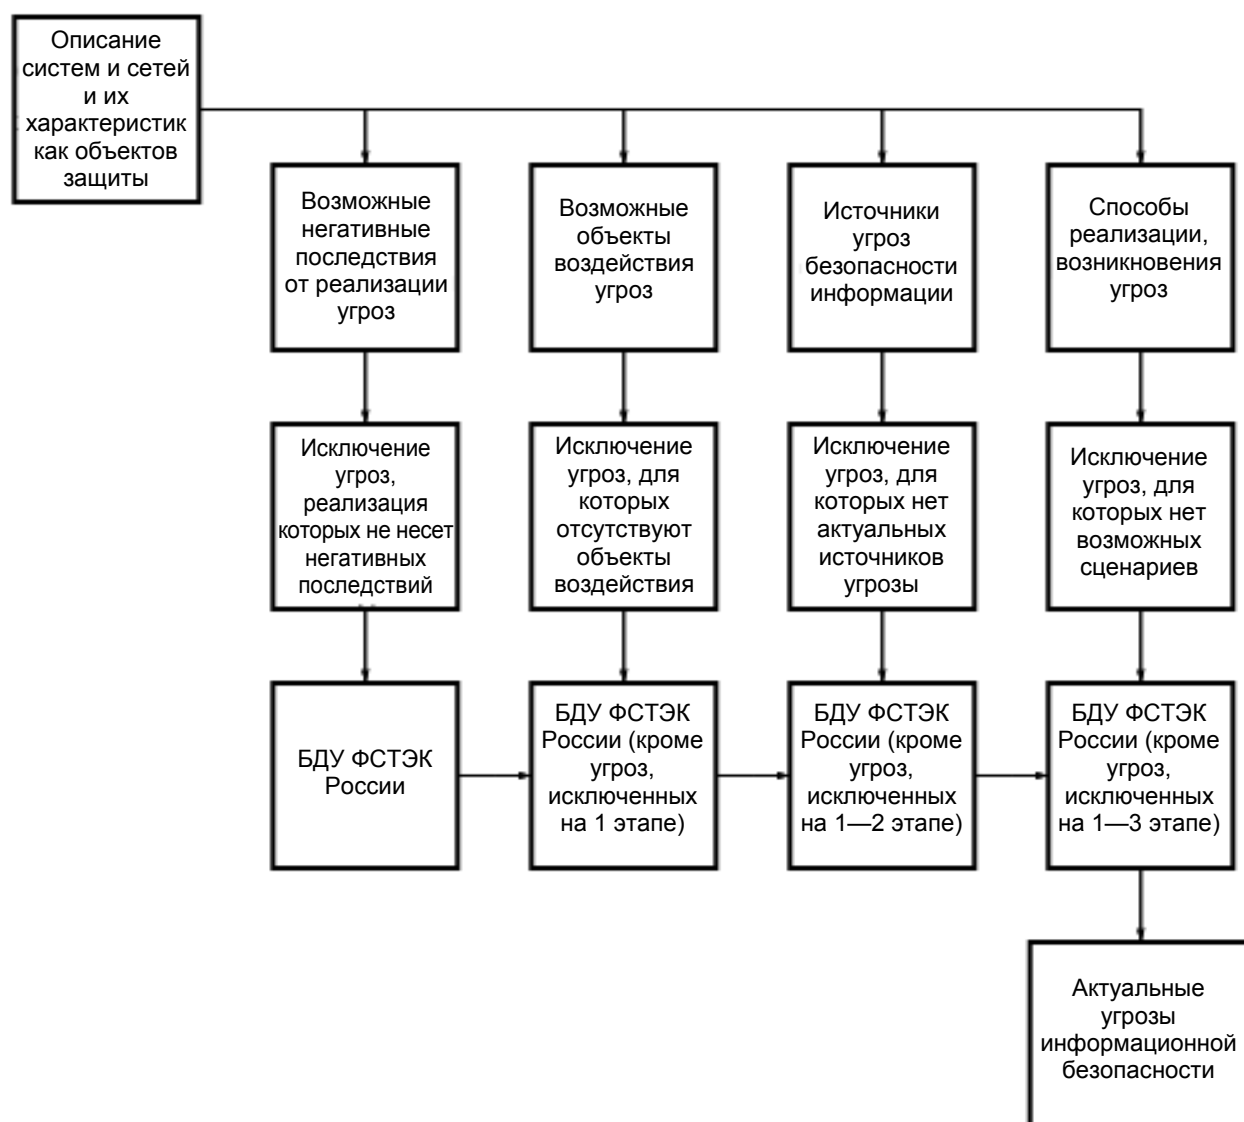 Описание
систем и сетей
и их
характеристик
как объектов
защиты
Возможные
негативные
последствия
от реализации
угроз
Возможные
объекты
воздействия
угроз
Источники
угроз
безопасности
информации
Способы
реализации,
возникновения
угроз
Исключение
угроз,
реализация
которых не несет
негативных
последствий
Исключение
угроз, для
которых
отсутствуют
объекты
воздействия
Исключение
угроз, для
которых нет
актуальных
источников
угрозы
Исключение
угроз, для
которых нет
возможных
сценариев
БДУ ФСТЭК
России
БДУ ФСТЭК
России (кроме
угроз,
исключенных
на 1 этапе)
БДУ ФСТЭК
России (кроме
угроз,
исключенных
на 1—2 этапе)
БДУ ФСТЭК
России (кроме
угроз,
исключенных
на 1—3 этапе)
Актуальные
угрозы
информационной
безопасности